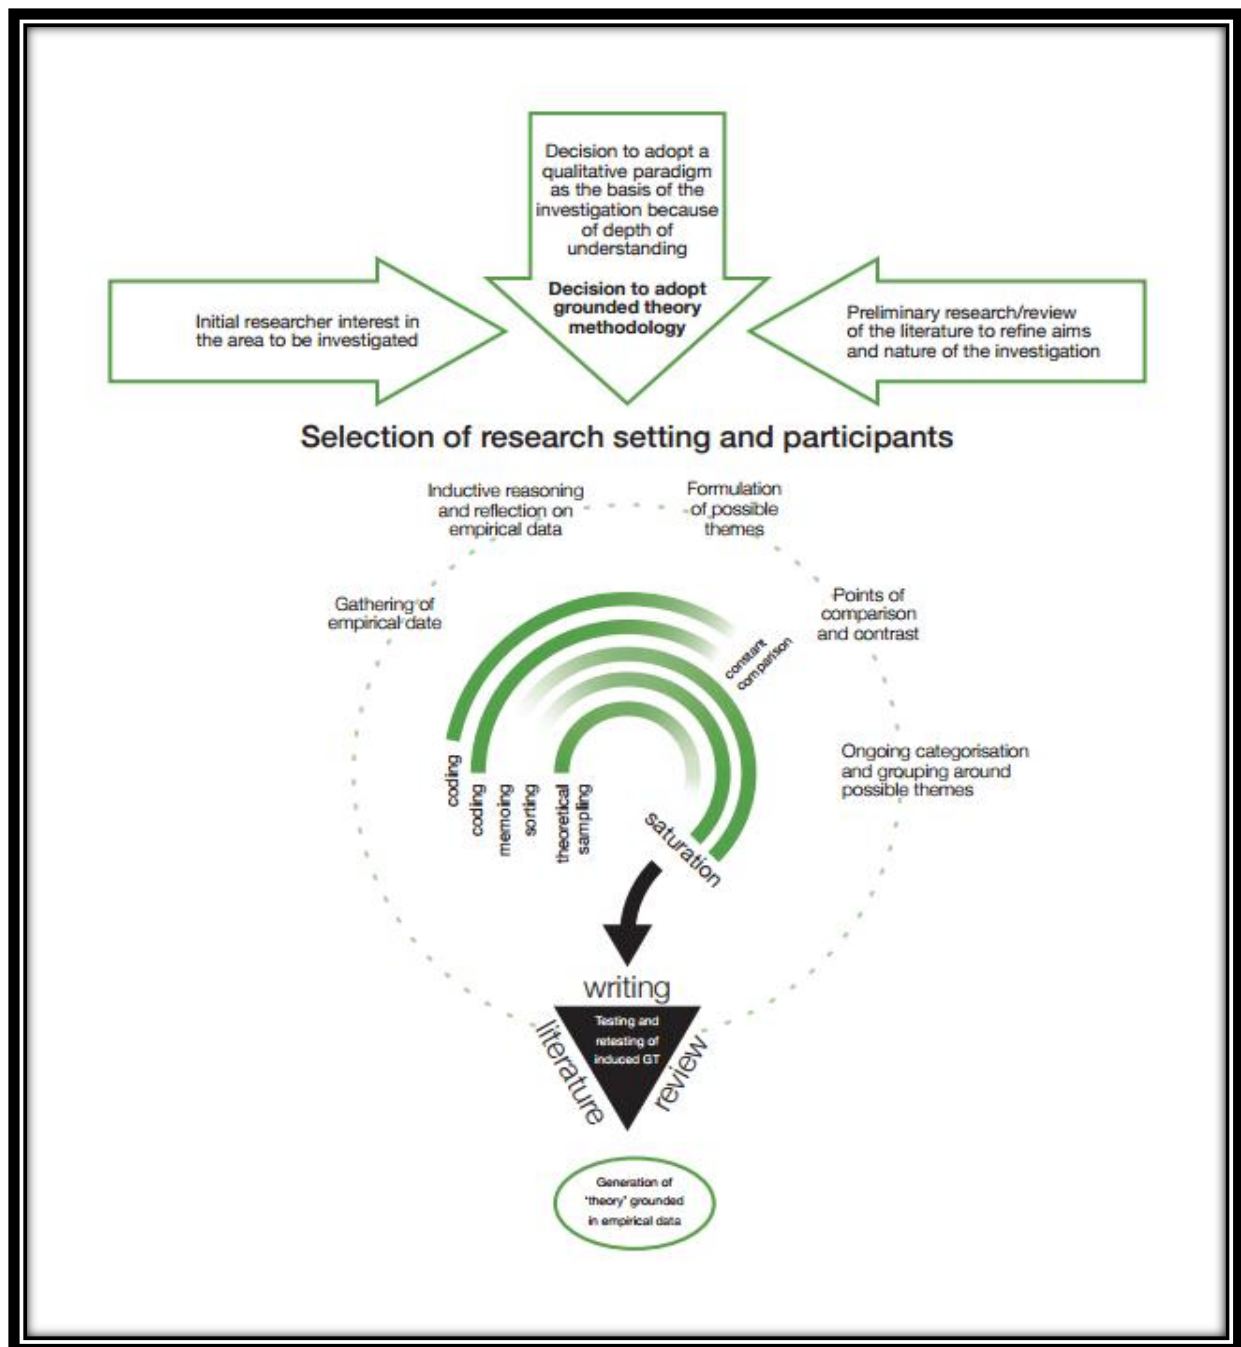 Decision to adopt a
qualitative paradigm
as the basis of the
investigation because
of depth of
understanding
Decision to adopt
grounded theory
methodology
Initial researcher interest in
the area to be investigated
Preliminary research/review
of the literature to refine aims
and nature of the investigation
Selection of research setting and participants
Inductive reasoning
and reflection on
empirical data
Formulation
of possible
themes
Gathering of
empirical date
Points of
comparison
and contrast
constant
comparison
Ongoing categorisation
and grouping around
possible themes
coding
coding
memoing
sorting
theoretical
sampling
saturation
writing
Testing and
retesting of
induced GT
literature
review
Generation of
'theory' grounded
in empirical data